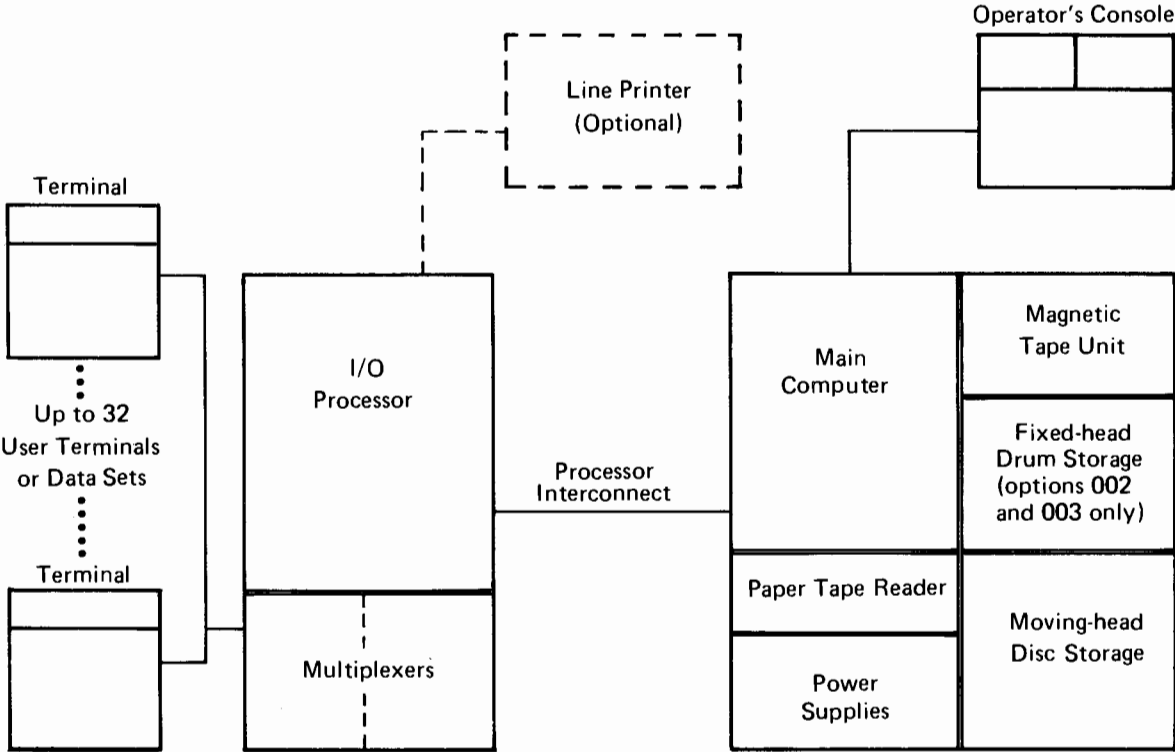 Operator's Console
Line Printer
(Optional)
Terminal
Up to 32
User Terminals
or Data Sets
Terminal
I/O
Processor
Multiplexers
Processor
Interconnect
Main
Computer
Paper Tape Reader
Power
Supplies
Magnetic
Tape Unit
Fixed-head
Drum Storage
(options 002
and 003 only)
Moving-head
Disc Storage